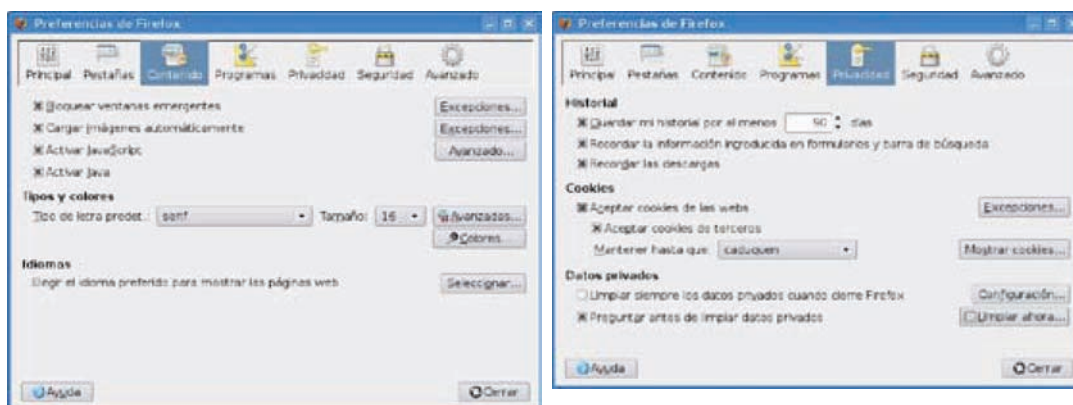 Preferencias de Firefox
Principal Pestañas Contenido Programas Privacidad Seguridad Avanzado
Bloquear ventanas emergentes Excepciones...
Cargar imágenes automáticamente Excepciones...
Activar JavaScript Avanzado...
Activar Java
Tipos y colores
Tipo de letra predet.: serif Tamaño: 16 Avanzados...
Colores...
Idiomas
Elegir el idioma preferido para mostrar las páginas web Seleccionar...
Ayuda Cerrar
Preferencias de Firefox
Principal Pestañas Contenido Programas Privacidad Seguridad Avanzado
Historial
Guardar mi historial por al menos 90 días
Recordar la información introducida en formularios y barra de búsqueda
Recordar las descargas
Cookies
Aceptar cookies de las webs Excepciones...
Aceptar cookies de terceros
Mantener hasta que: caduquen Mostrar cookies...
Datos privados
Limpiar siempre los datos privados cuando cierre Firefox Configuración...
Preguntar antes de limpiar datos privados Limpiar ahora...
Ayuda Cerrar